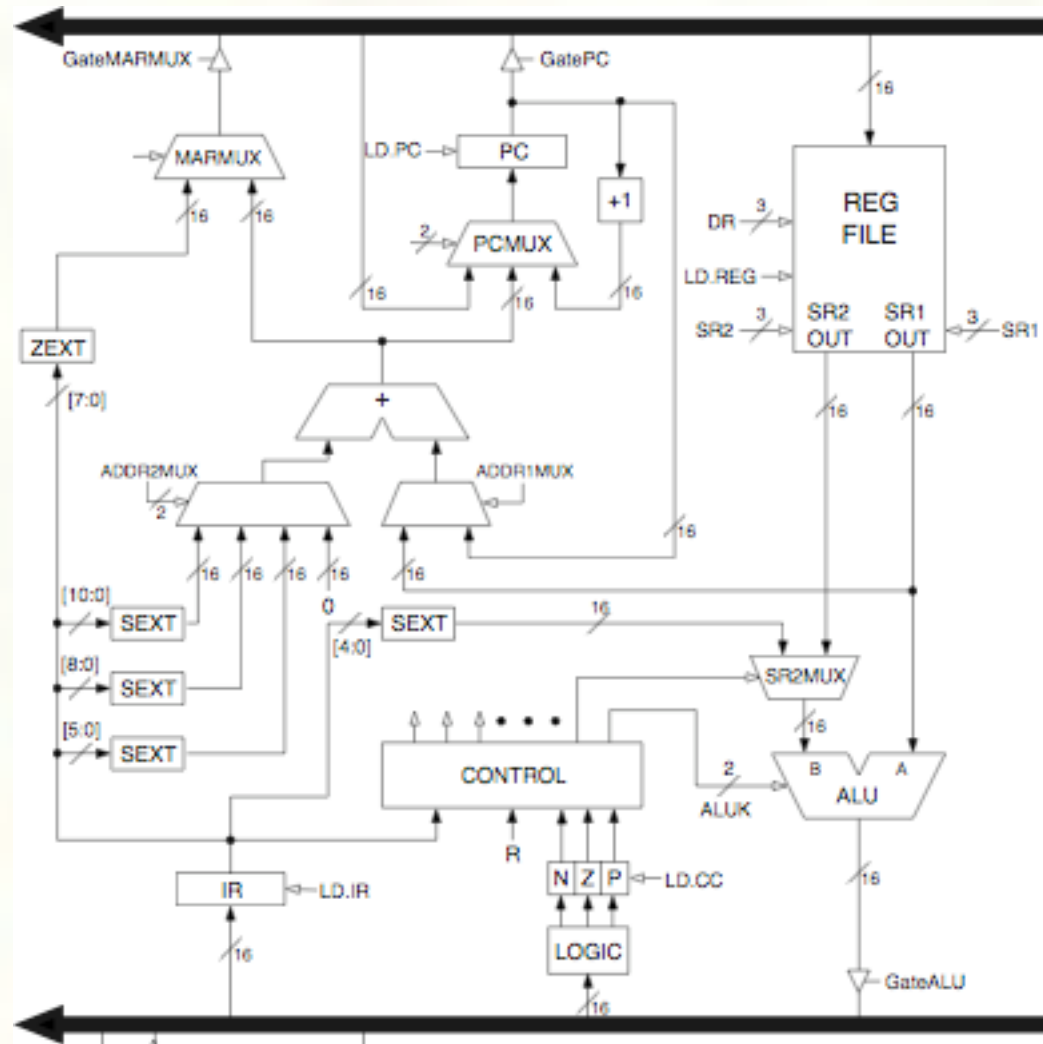 GateMARMUX
GatePC
16
MARMUX
LD.PC
PC
+1
REG
FILE
3
DR
16
16
2
PCMUX
LD.REG
16
16
16
ZEXT
3
SR2
SR2
OUT
SR1
OUT
3
SR1
[7:0]
+
16
16
ADDR2MUX
2
ADDR1MUX
16
16
16
16
16
16
[10:0]
SEXT
0
[4:0]
SEXT
16
[8:0]
SEXT
SR2MUX
[5:0]
SEXT
16
CONTROL
2
ALUK
B
A
ALU
R
IR
LD.IR
N
Z
P
LD.CC
16
16
LOGIC
16
GateALU